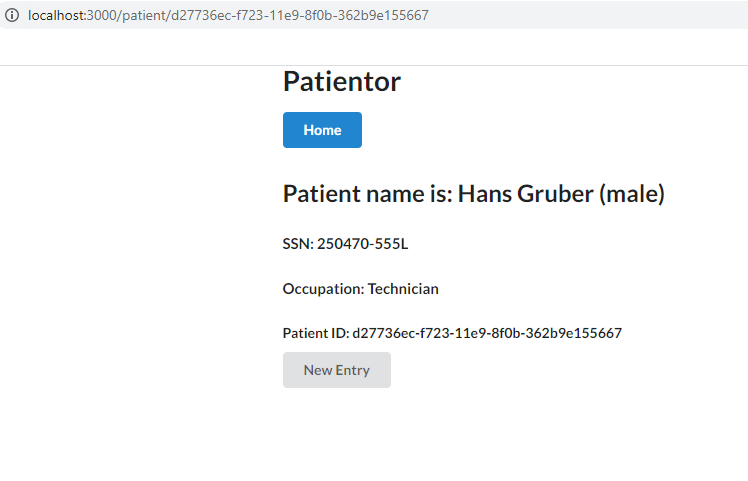 localhost:3000/patient/d27736ec-f723-11e9-8f0b-362b9e155667
Patientor
Home
Patient name is: Hans Gruber (male)
SSN: 250470-555L
Occupation: Technician
Patient ID: d27736ec-f723-11e9-8f0b-362b9e155667
New Entry